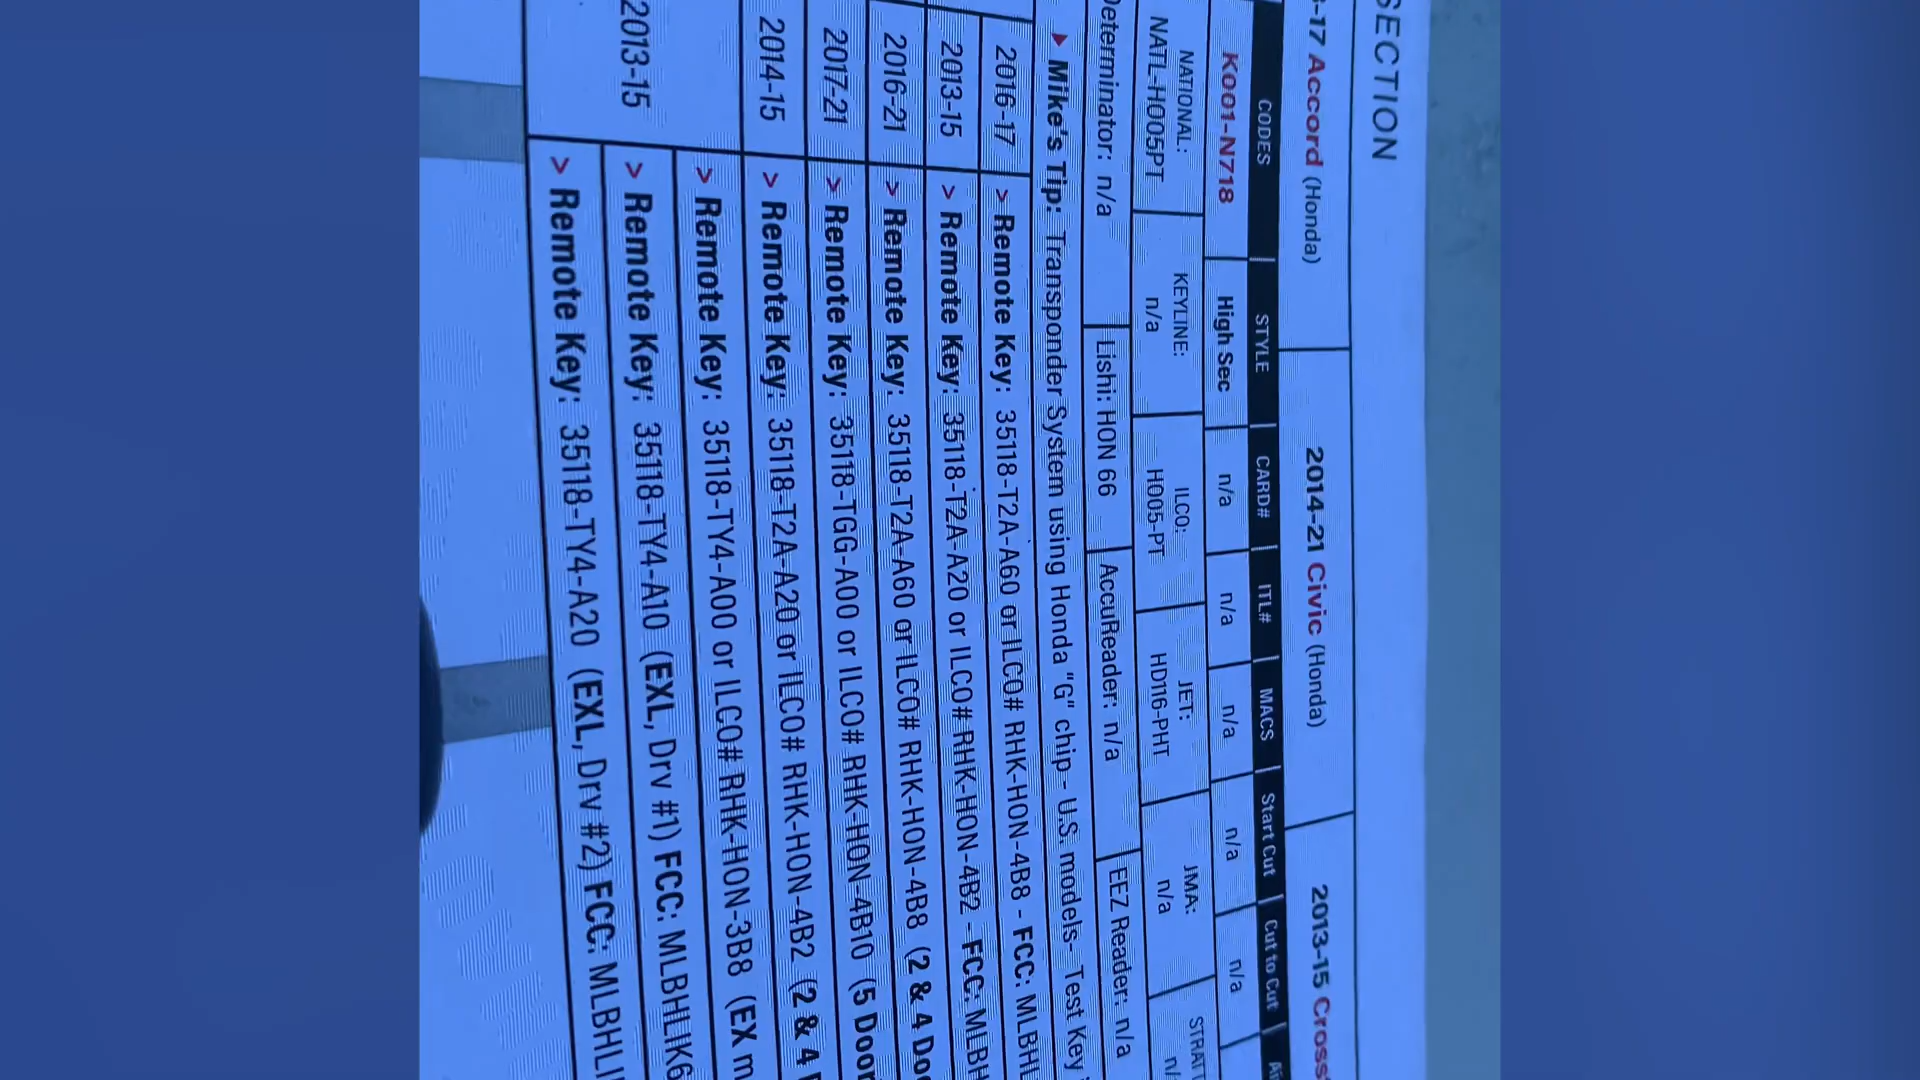 SECTION
-17 Accord (Honda) 2014-21 Civic (Honda) 2013-15 Cross
CODES STYLE CARD# ITL# MACS Start Cut Cut to Cut
K001-N718 High Sec n/a n/a n/a n/a n/a
NATIONAL: KEYLINE: ILCO: JET: JMA: STRATT
NATL-HO05PT n/a HO05-PT HD116-PHT n/a n/
Determinator: n/a Lishi: HON 66 AccuReader: n/a EEZ Reader: n/a
▲ Mike's Tip: Transponder System using Honda "G" chip - U.S. models- Test Key
2016-17 > Remote Key: 35118-T2A-A60 or ILCO# RHK-HON-4B8 - FCC: MLBHL
2013-15 > Remote Key: 35118-T2A-A20 or ILCO# RHK-HON-4B2 - FCC: MLBH
2016-21 > Remote Key: 35118-T2A-A60 or ILCO# RHK-HON-4B8 (2 & 4 Do
2017-21 > Remote Key: 35118-TGG-A00 or ILCO# RHK-HON-4B10 (5 Door
2014-15 > Remote Key: 35118-T2A-A20 or ILCO# RHK-HON-4B2 (2 & 4
> Remote Key: 35118-TY4-A00 or ILCO# RHK-HON-3B8 (EX m
2013-15 > Remote Key: 35118-TY4-A10 (EXL, Drv #1) FCC: MLBHLIK6
> Remote Key: 35118-TY4-A20 (EXL, Drv #2) FCC: MLBHLI